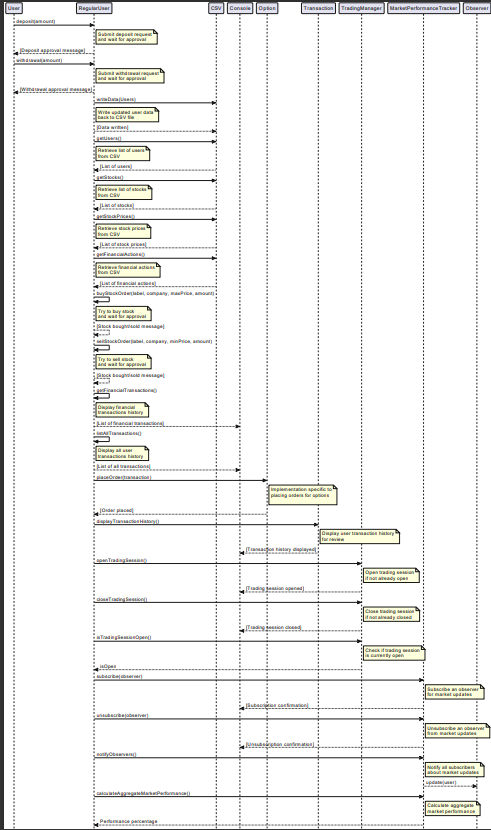 User RegularUser CSV Console Option Transaction TradingManager MarketPerformanceTracker Observer
deposit(amount)
Submit deposit request
and wait for approval
[Deposit approval message]
withdrawal(amount)
Submit withdrawal request
and wait for approval
[Withdrawal approval message]
writeData(Users)
Write updated user data
back to CSV file
[Data written]
getUsers()
Retrieve list of users
from CSV
[List of users]
getStocks()
Retrieve list of stocks
from CSV
[List of stocks]
getStockPrices()
Retrieve stock prices
from CSV
[List of stock prices]
getFinancialActions()
Retrieve financial actions
from CSV
[List of financial actions]
buyStockOrder(label, company, maxPrice, amount)
Try to buy stock
and wait for approval
[Stock bought/sold message]
sellStockOrder(label, company, minPrice, amount)
Try to sell stock
and wait for approval
[Stock bought/sold message]
getFinancialTransactions()
Display financial
transactions history
[List of financial transactions]
listAllTransactions()
Display all user
transactions history
[List of all transactions]
placeOrder(transaction)
Implementation specific to
placing orders for options
[Order placed]
displayTransactionHistory()
Display user transaction history
for review
[Transaction history displayed]
openTradingSession()
Open trading session
if not already open
[Trading session opened]
closeTradingSession()
Close trading session
if not already closed
[Trading session closed]
isTradingSessionOpen()
Check if trading session
is currently open
isOpen
subscribe(observer)
Subscribe an observer
for market updates
[Subscription confirmation]
unsubscribe(observer)
Unsubscribe an observer
from market updates
[Unsubscription confirmation]
notifyObservers()
Notify all subscribers
about market updates
update(user)
calculateAggregateMarketPerformance()
Calculate aggregate
market performance
Performance percentage